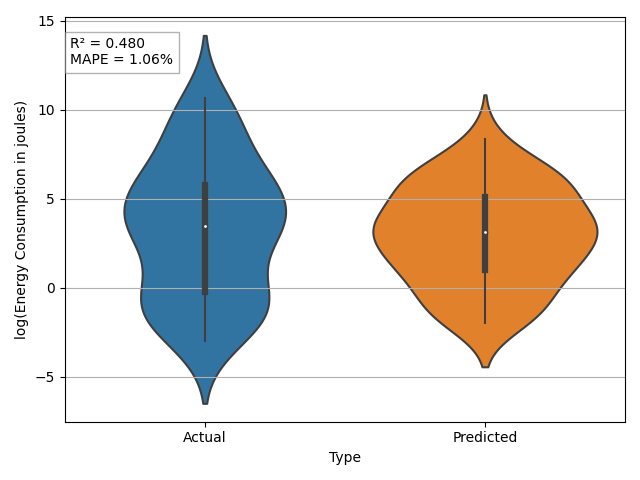 15
10
5
0
−5
log(Energy Consumption in joules)
R² = 0.480
MAPE = 1.06%
Actual
Predicted
Type